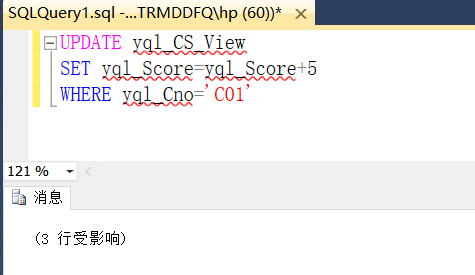 SQLQuery1.sql -...TRMDDFQ\hp (60))*
UPDATE yql_CS_View
SET yql_Score=yql_Score+5
WHERE yql_Cno='C01'
121 %
消息
(3 行受影响)